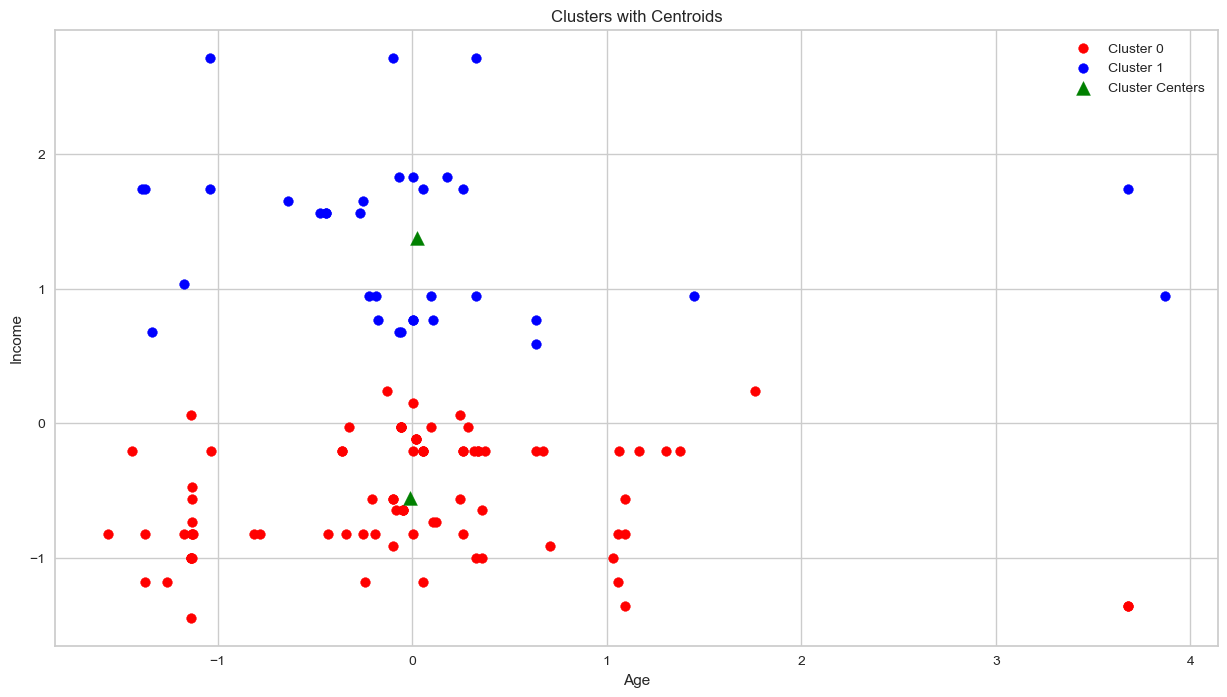 Clusters with Centroids
Cluster 0
Cluster 1
Cluster Centers
2
1
0
−1
Income
−1
0
1
2
3
4
Age